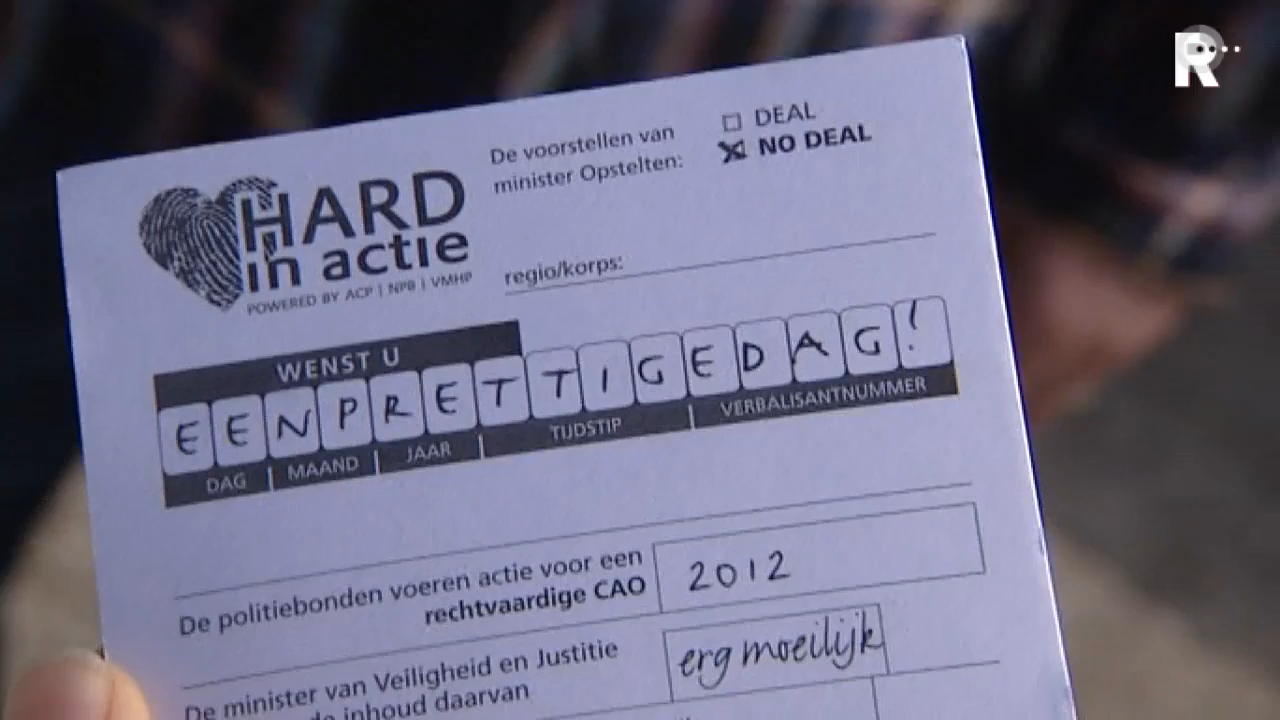 R
De voorstellen van
minister Opstelten:
☐ DEAL
☒ NO DEAL
HARD
in actie
POWERED BY ACP | NPB | VMHP
regio/korps:
WENST U
EENPRETTIGEDAG!
DAG | MAAND | JAAR | TIJDSTIP | VERBALISANTNUMMER
De politiebonden voeren actie voor een
rechtvaardige CAO
2012
De minister van Veiligheid en Justitie
erg moeilijk
inhoud daarvan